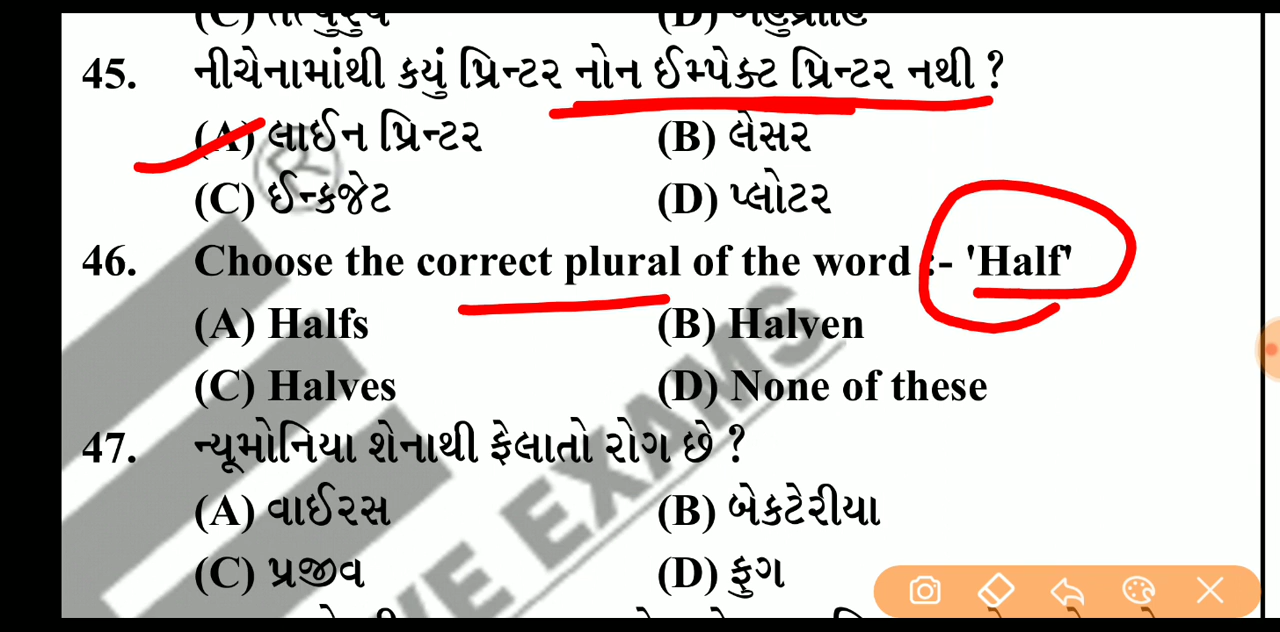 45. નીચેનામાંથી કયું પ્રિન્ટર નોન ઈમ્પેક્ટ પ્રિન્ટર નથી ?
(A) લાઈન પ્રિન્ટર (B) લેસર
(C) ઈન્કજેટ (D) પ્લોટર
46. Choose the correct plural of the word :- 'Half'
(A) Halfs (B) Halven
(C) Halves (D) None of these
47. ન્યૂમોનિયા શેનાથી ફેલાતો રોગ છે ?
(A) વાઈરસ (B) બેકટેરીયા
(C) પ્રજીવ (D) ફુગ
EXAMS